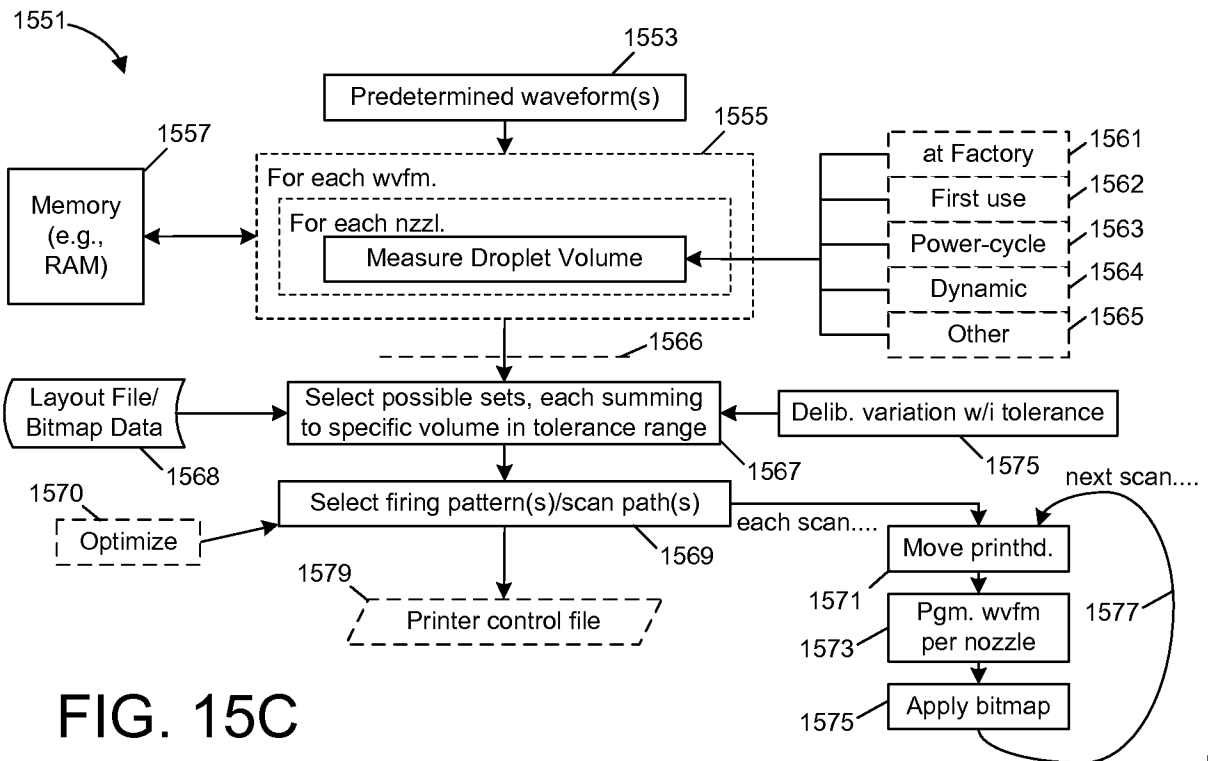 1551
1553
Predetermined waveform(s)
1555
1557
Memory
(e.g.,
RAM)
For each wvfm.
For each nzzl.
Measure Droplet Volume
at Factory
1561
First use
1562
Power-cycle
1563
Dynamic
1564
Other
1565
1566
Layout File/
Bitmap Data
1568
Select possible sets, each summing
to specific volume in tolerance range
1567
Delib. variation w/i tolerance
1575
next scan....
1570
Optimize
Select firing pattern(s)/scan path(s)
1569
each scan....
Move printhd.
1571
1579
Printer control file
Pgm. wvfm
per nozzle
1573
1577
Apply bitmap
1575
FIG. 15C